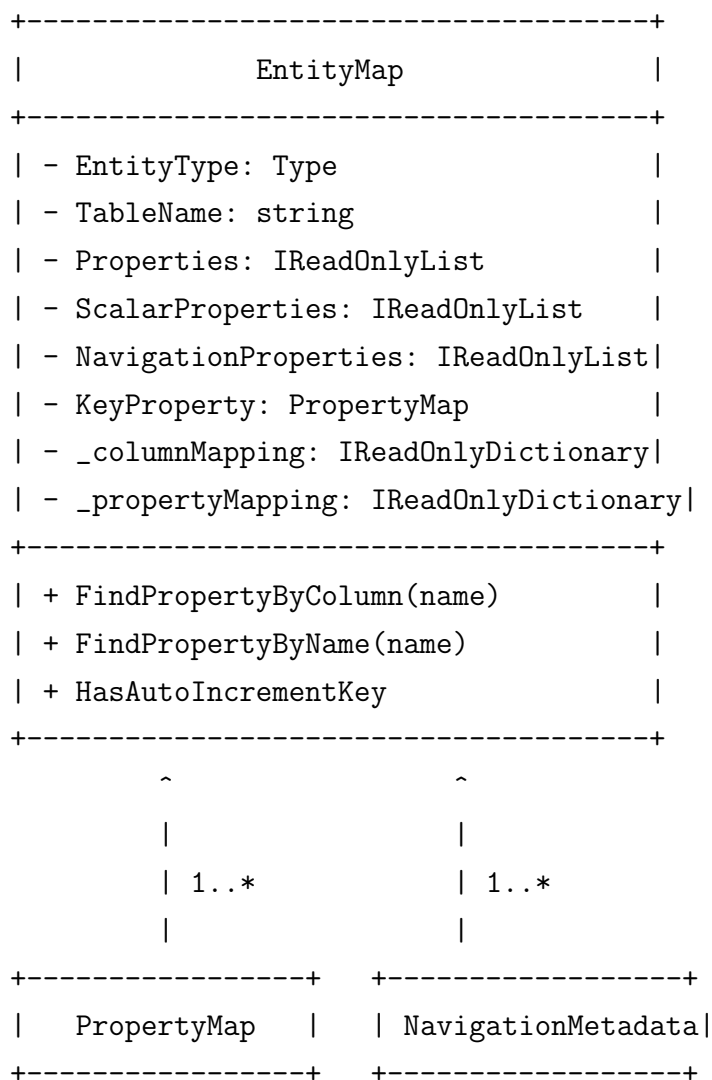 +--------------------------------------+
|              EntityMap               |
+--------------------------------------+
| - EntityType: Type                   |
| - TableName: string                  |
| - Properties: IReadOnlyList          |
| - ScalarProperties: IReadOnlyList    |
| - NavigationProperties: IReadOnlyList|
| - KeyProperty: PropertyMap           |
| - _columnMapping: IReadOnlyDictionary|
| - _propertyMapping: IReadOnlyDictionary|
+--------------------------------------+
| + FindPropertyByColumn(name)         |
| + FindPropertyByName(name)           |
| + HasAutoIncrementKey                |
+--------------------------------------+
         ^                 ^
         |                 |
         | 1..*            | 1..*
         |                 |
+-----------------+   +------------------+
|   PropertyMap   |   | NavigationMetadata|
+-----------------+   +------------------+